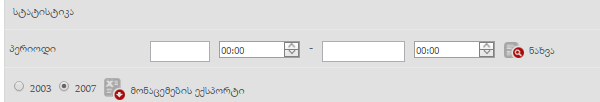 სტატისტიკა
პერიოდი 00:00 - 00:00 ნახვა
2003 2007 მონაცემების ექსპორტი